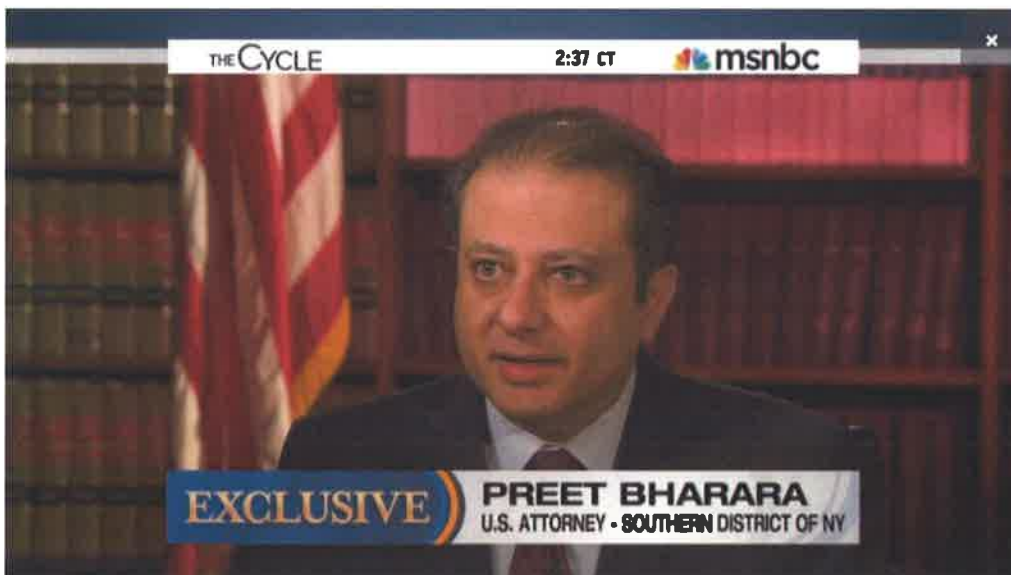 THE CYCLE 2:37 CT msnbc
EXCLUSIVE
PREET BHARARA
U.S. ATTORNEY - SOUTHERN DISTRICT OF NY